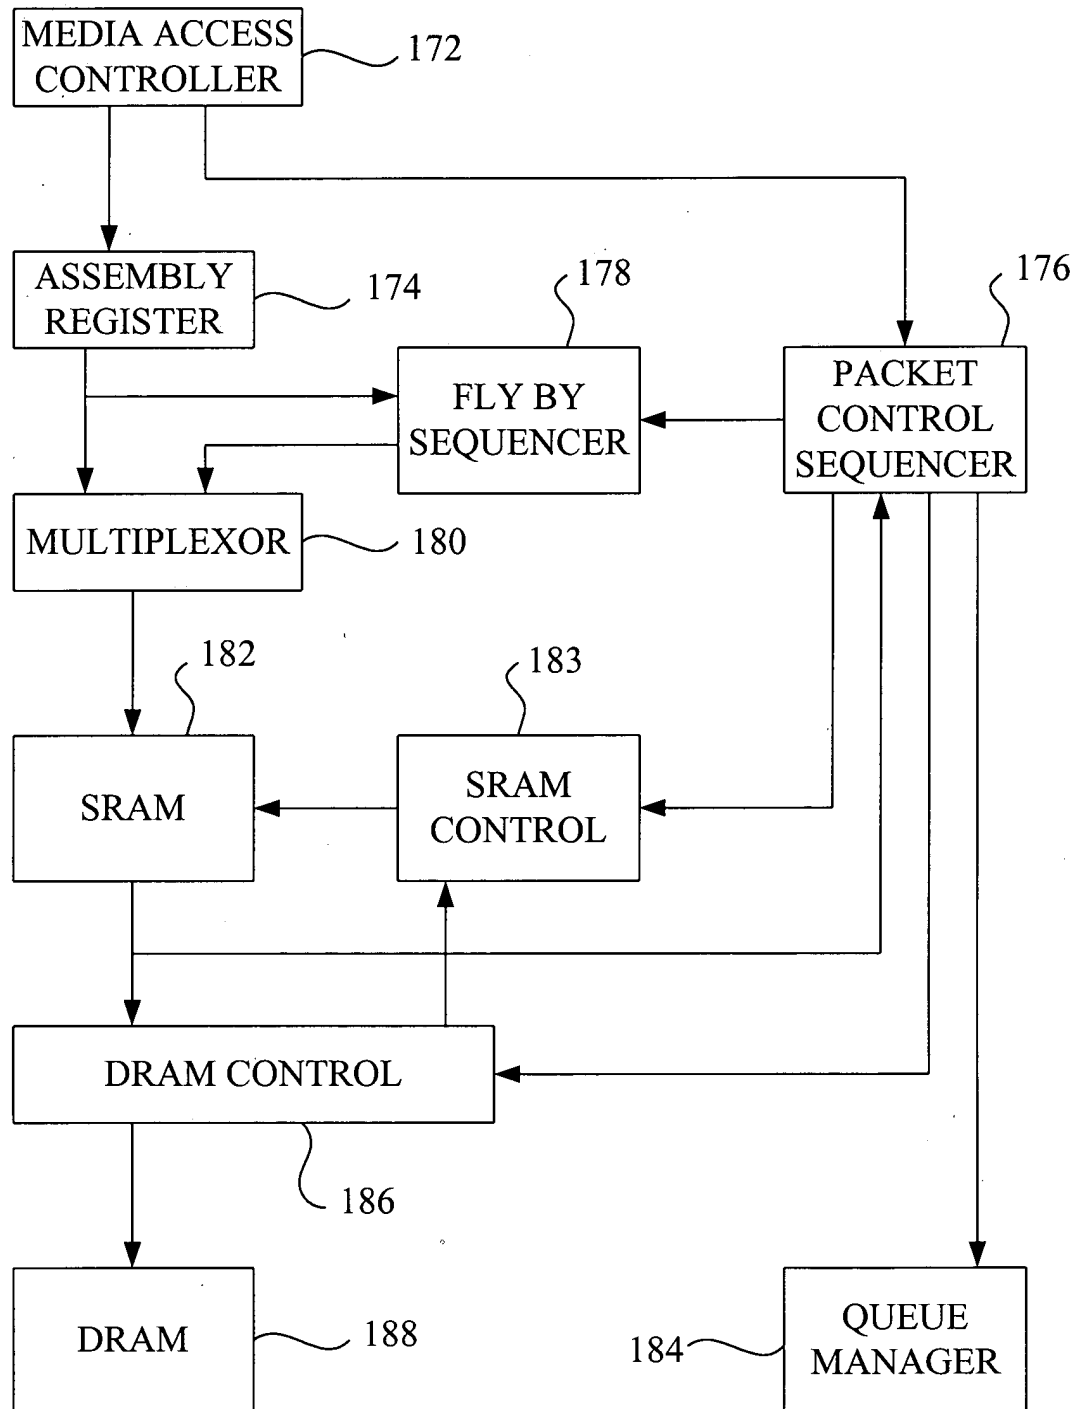 MEDIA ACCESS
CONTROLLER
172
ASSEMBLY
REGISTER
174
178
176
FLY BY
SEQUENCER
PACKET
CONTROL
SEQUENCER
MULTIPLEXOR
180
182
183
SRAM
SRAM
CONTROL
DRAM CONTROL
186
DRAM
188
184
QUEUE
MANAGER